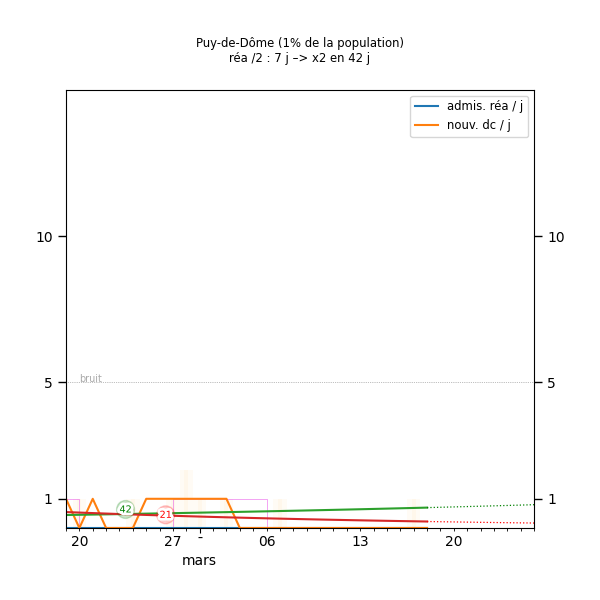 Puy-de-Dôme (1% de la population)
réa /2 : 7 j –> x2 en 42 j
admis. réa / j
nouv. dc / j
10
10
bruit
5
5
1
1
42
21
20
27
-
06
13
20
mars